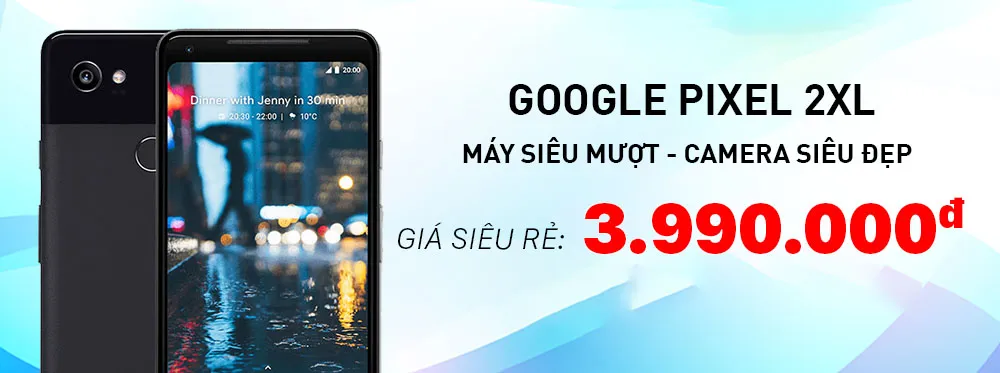 20:00
Dinner with Jenny in 30 min
20:30 - 22:00 | 10°C
GOOGLE PIXEL 2XL
MÁY SIÊU MƯỢT - CAMERA SIÊU ĐẸP
GIÁ SIÊU RẺ: 3.990.000đ